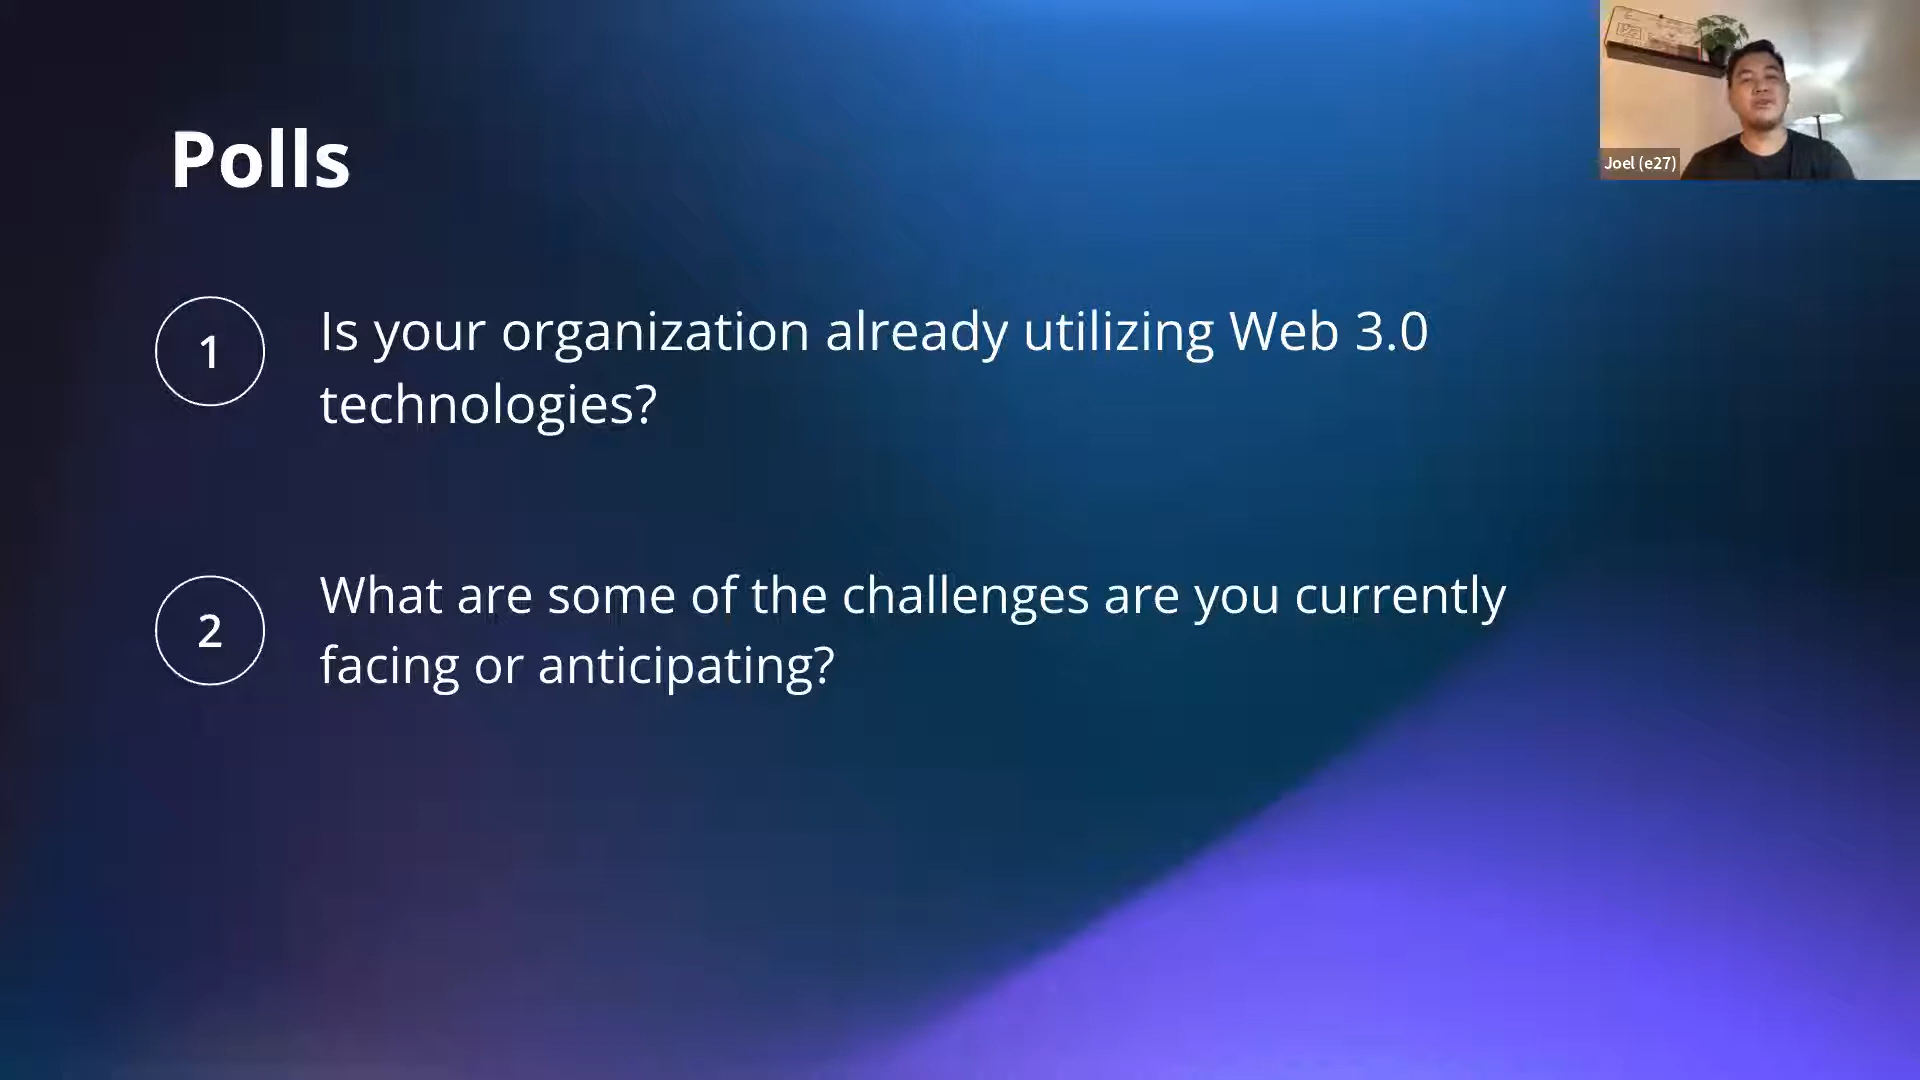 Polls
Joel (e27)
1
Is your organization already utilizing Web 3.0
technologies?
2
What are some of the challenges are you currently
facing or anticipating?